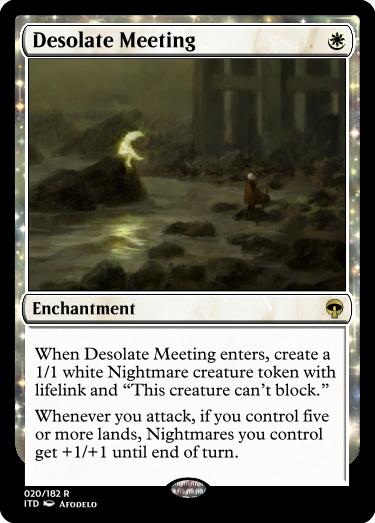 Desolate Meeting
Enchantment
When Desolate Meeting enters, create a
1/1 white Nightmare creature token with
lifelink and “This creature can’t block.”
Whenever you attack, if you control five
or more lands, Nightmares you control
get +1/+1 until end of turn.
020/182 R
ITD Afodelo